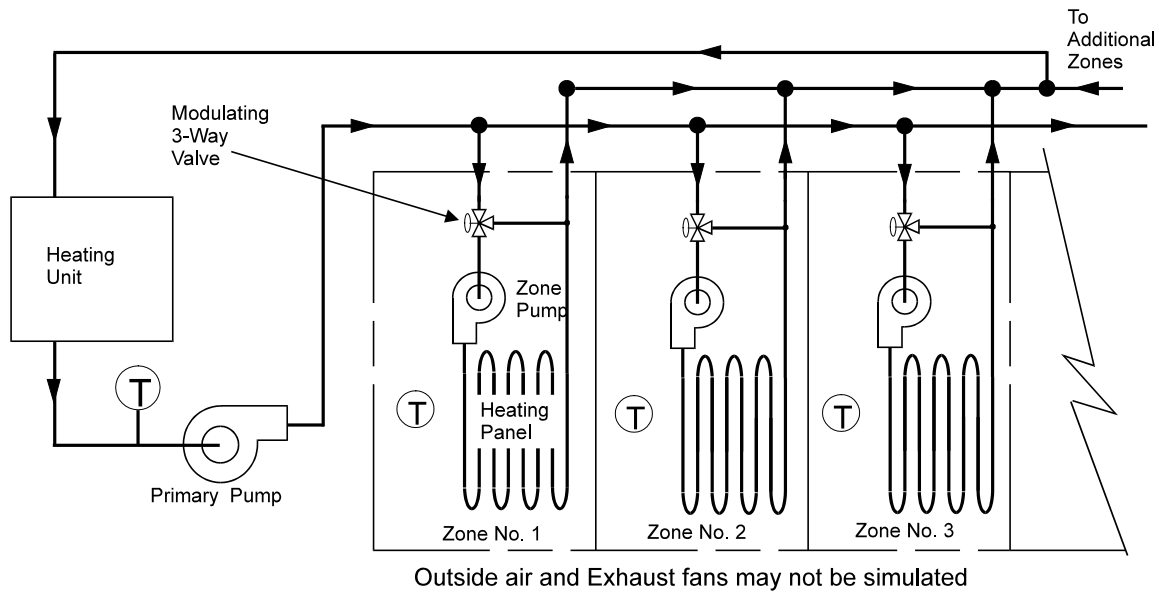 To
Additional
Zones
Modulating
3-Way
Valve
Heating
Unit
Zone
Pump
T
T
Heating
Panel
T
T
Primary Pump
Zone No. 1
Zone No. 2
Zone No. 3
Outside air and Exhaust fans may not be simulated